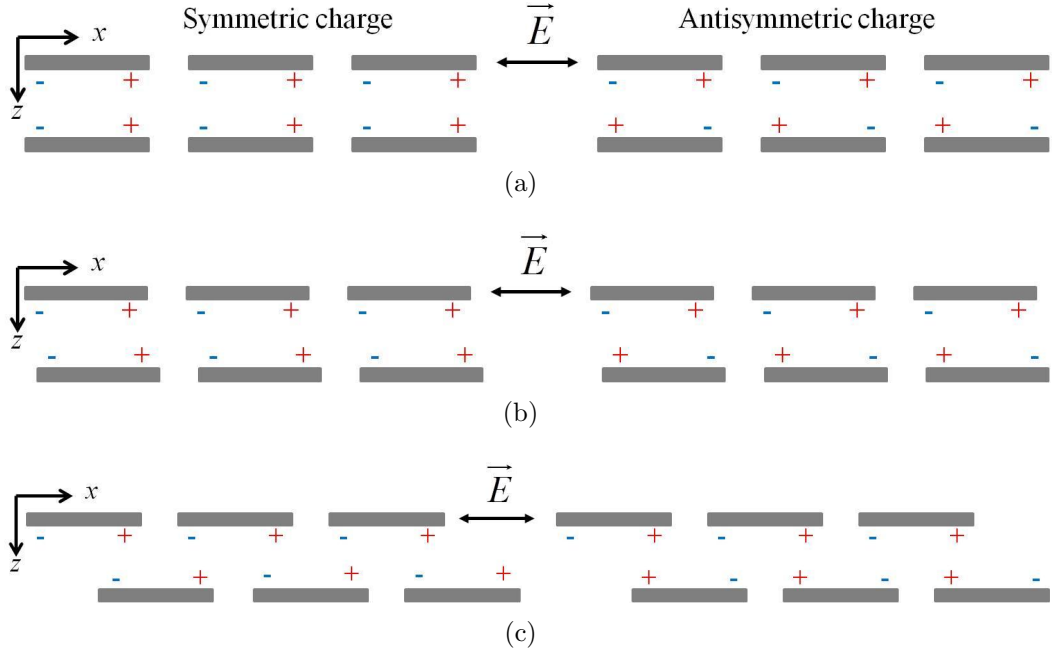 Symmetric charge E Antisymmetric charge
x
- + - + - + - + - + - +
z
- + - + - + + - + - + -
(a)
E
x
- + - + - + - + - + - +
z
- + - + - + + - + - + -
(b)
E
x
- + - + - + - + - + - +
z
- + - + - + + - + - + -
(c)